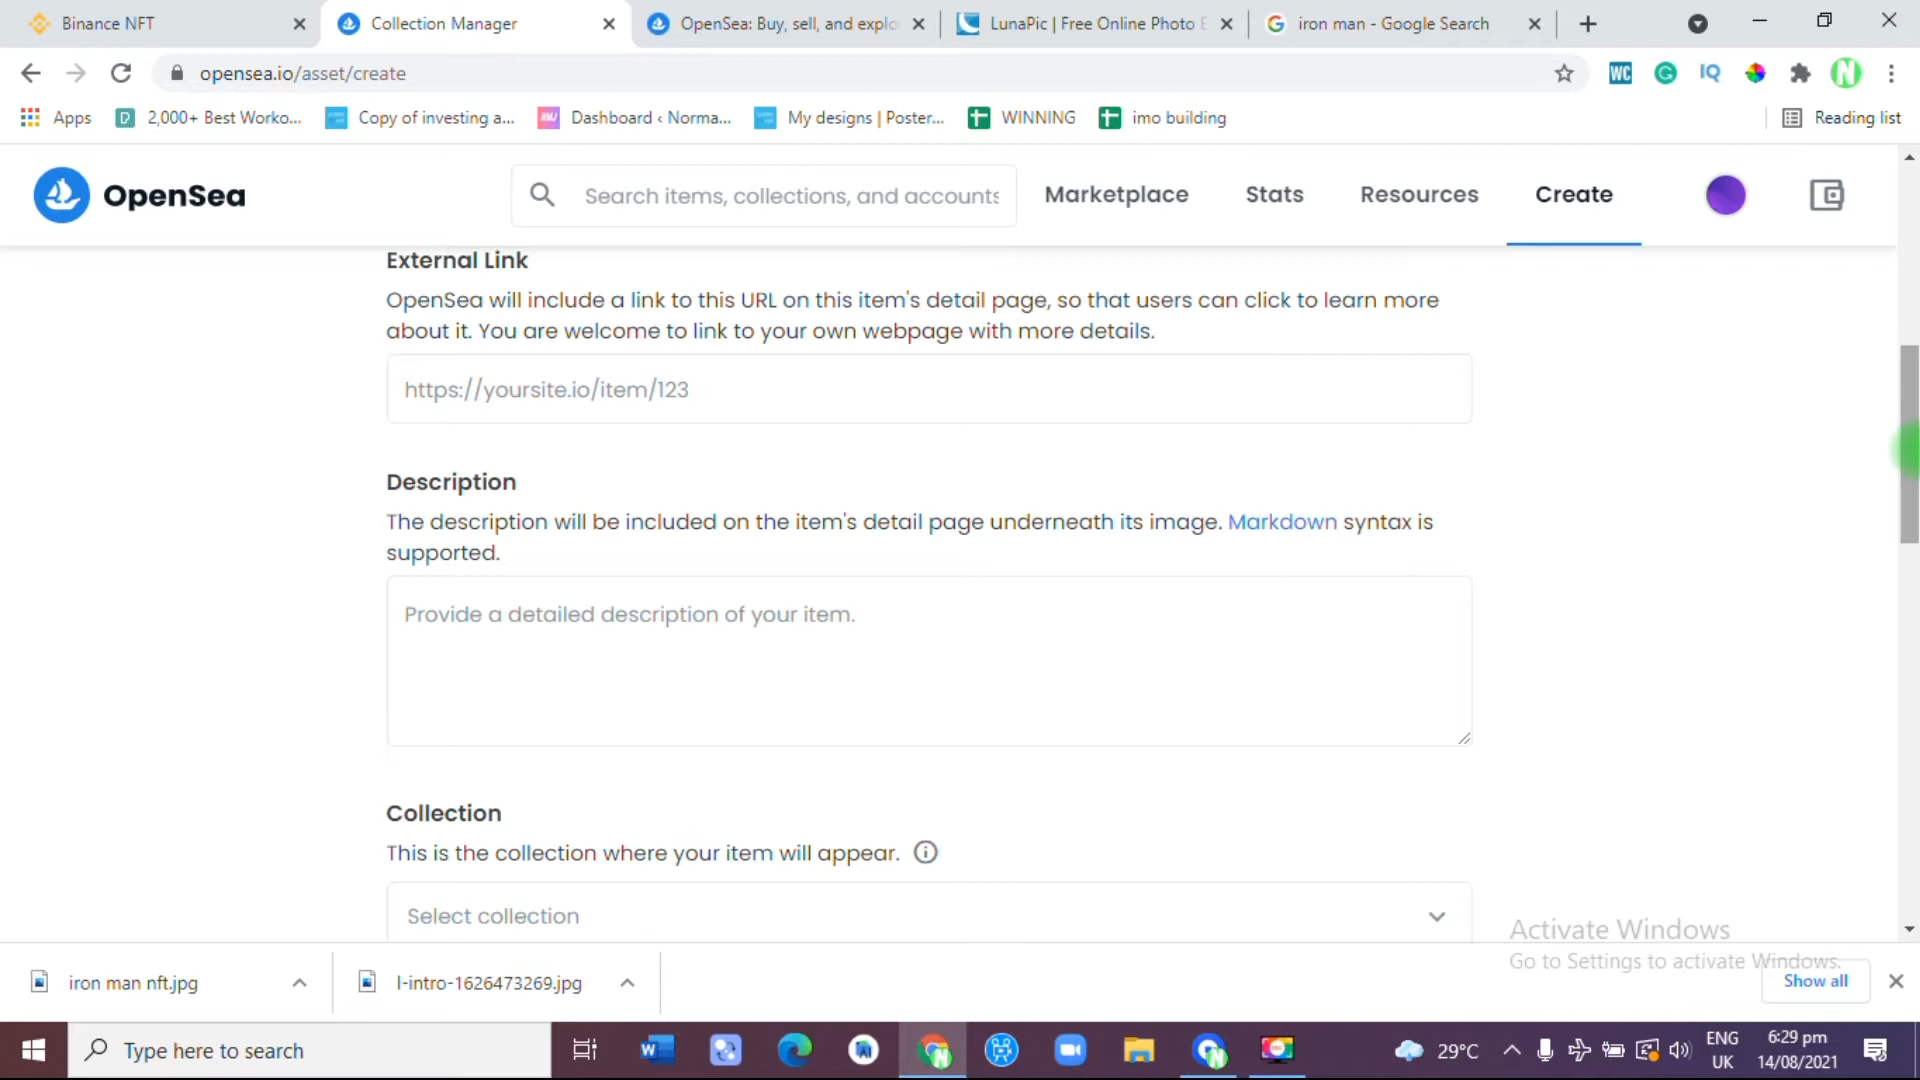 Binance NFT
Collection Manager
OpenSea: Buy, sell, and explo
LunaPic | Free Online Photo E
iron man - Google Search
opensea.io/asset/create
WC
IQ
N
Apps
2,000+ Best Worko...
Copy of investing a...
Dashboard ‹ Norma...
My designs | Poster...
WINNING
imo building
Reading list
OpenSea
Search items, collections, and accounts
Marketplace
Stats
Resources
Create
External Link
OpenSea will include a link to this URL on this item's detail page, so that users can click to learn more
about it. You are welcome to link to your own webpage with more details.
https://yoursite.io/item/123
Description
The description will be included on the item's detail page underneath its image. Markdown syntax is
supported.
Provide a detailed description of your item.
Collection
This is the collection where your item will appear.
Select collection
Activate Windows
Go to Settings to activate Windows.
iron man nft.jpg
I-intro-1626473269.jpg
Show all
Type here to search
29°C
ENG
UK
6:29 pm
14/08/2021